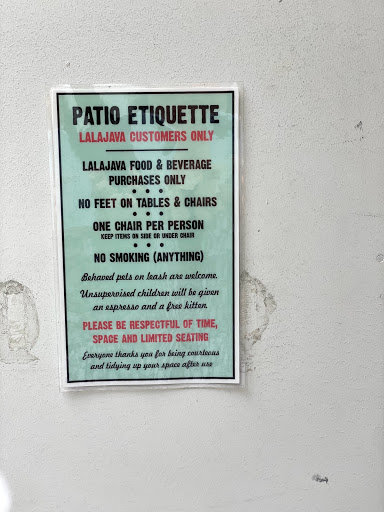 PATIO ETIQUETTE
LALAJAVA CUSTOMERS ONLY
LALAJAVA FOOD & BEVERAGE
PURCHASES ONLY
NO FEET ON TABLES & CHAIRS
ONE CHAIR PER PERSON
KEEP ITEMS ON SIDE OR UNDER CHAIR
NO SMOKING (ANYTHING)
Behaved pets on leash are welcome.
Unsupervised children will be given
an espresso and a free kitten.
PLEASE BE RESPECTFUL OF TIME,
SPACE AND LIMITED SEATING
Everyone thanks you for being courteous
and tidying up your space after use